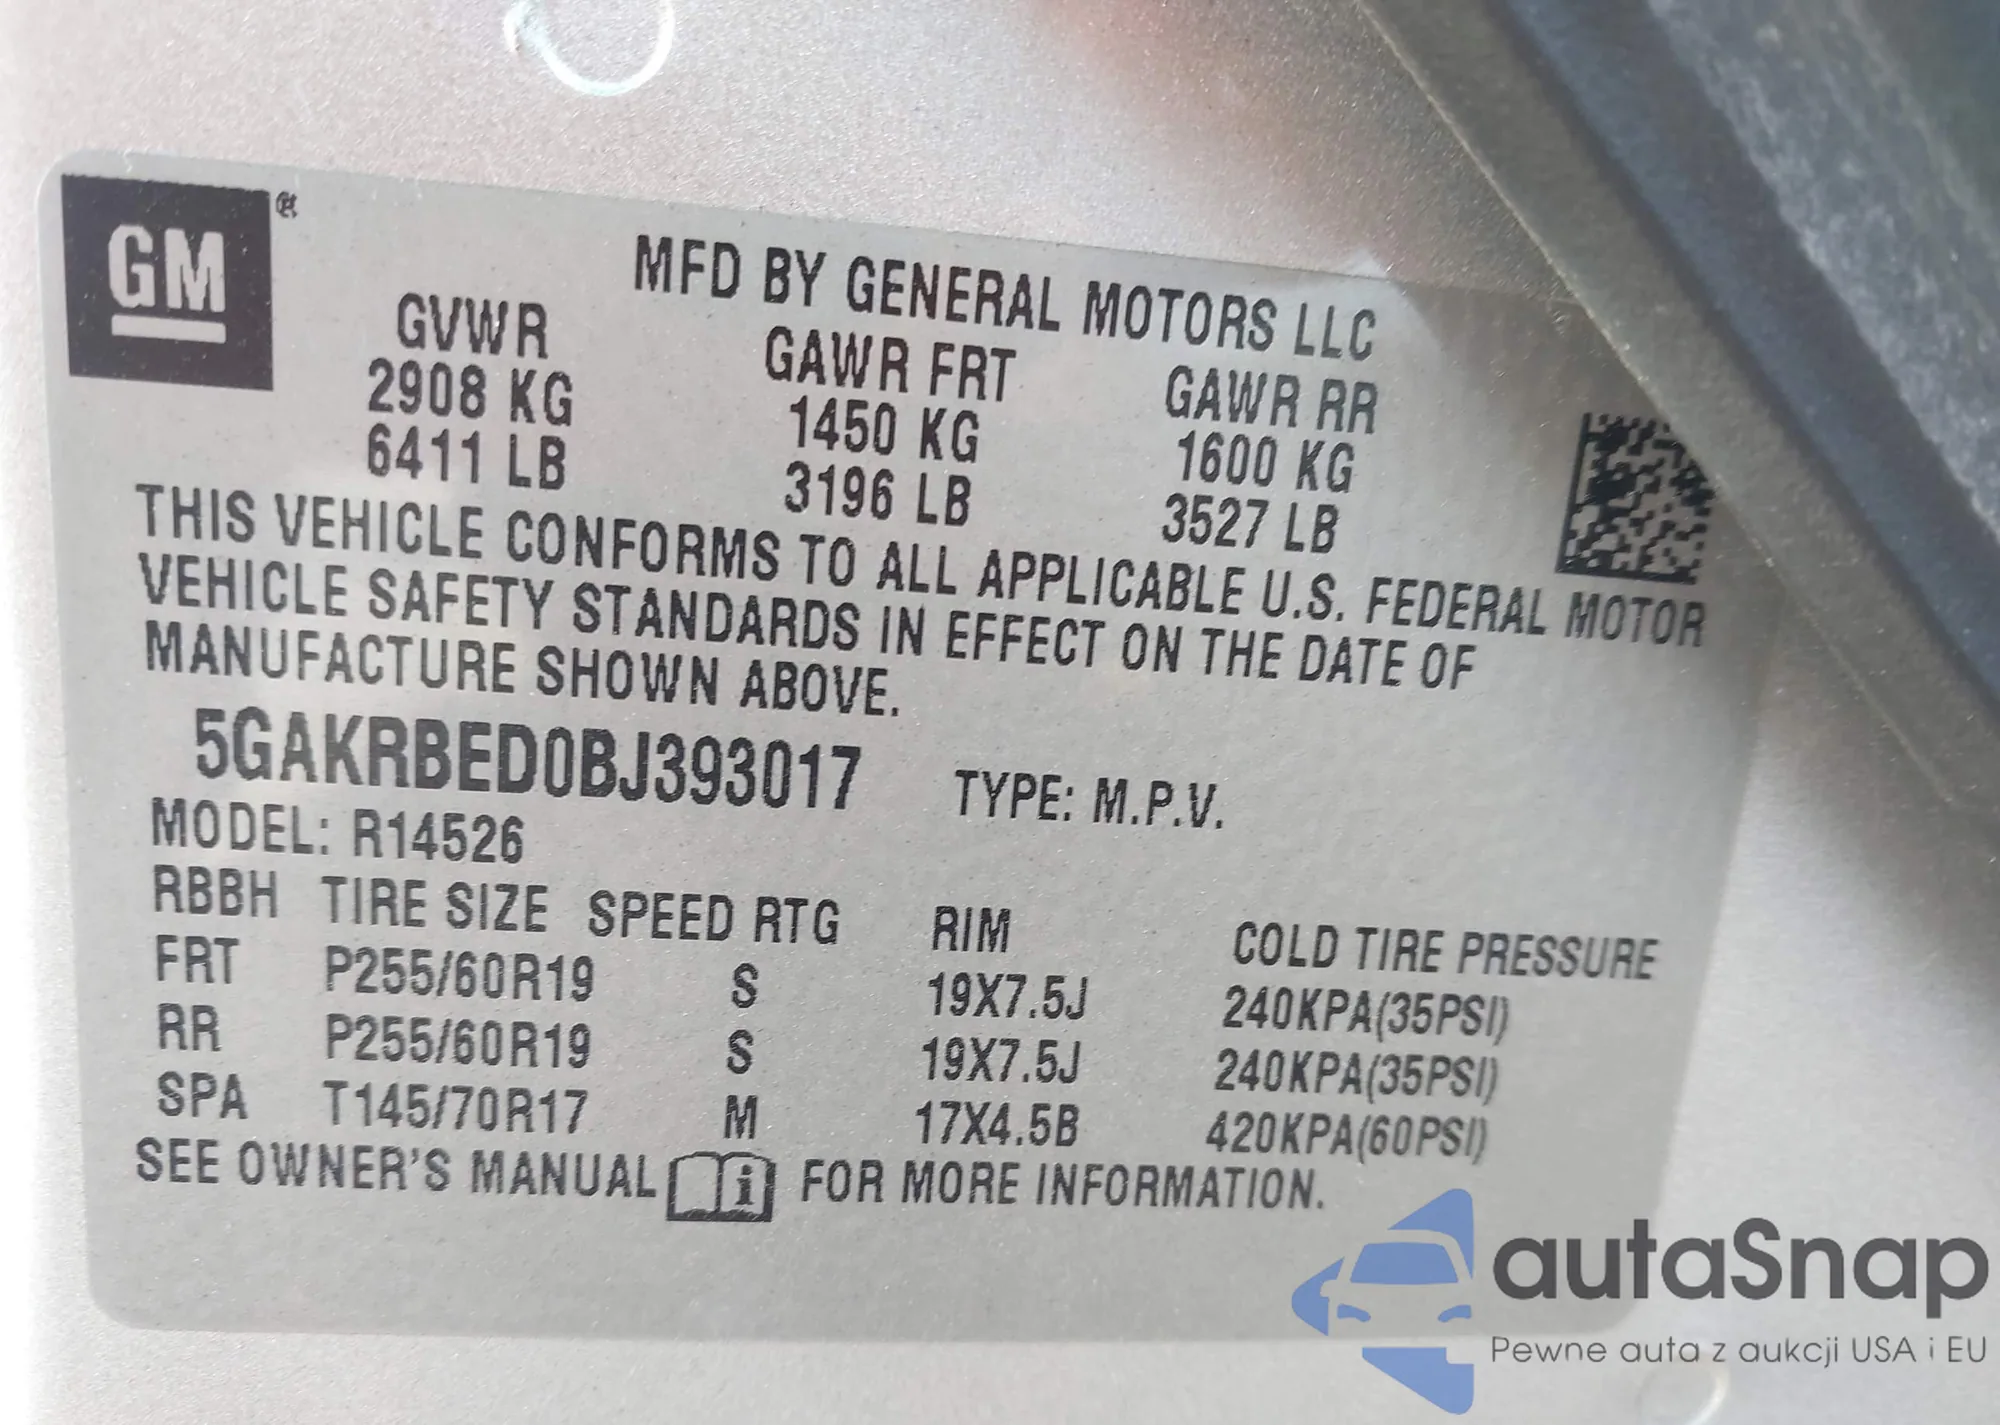 GM®
MFD BY GENERAL MOTORS LLC
GVWR GAWR FRT GAWR RR
2908 KG 1450 KG 1600 KG
6411 LB 3196 LB 3527 LB
THIS VEHICLE CONFORMS TO ALL APPLICABLE U.S. FEDERAL MOTOR
VEHICLE SAFETY STANDARDS IN EFFECT ON THE DATE OF
MANUFACTURE SHOWN ABOVE.
5GAKRBED0BJ393017 TYPE: M.P.V.
MODEL: R14526
RBBH TIRE SIZE SPEED RTG RIM COLD TIRE PRESSURE
FRT P255/60R19 S 19X7.5J 240KPA(35PSI)
RR P255/60R19 S 19X7.5J 240KPA(35PSI)
SPA T145/70R17 M 17X4.5B 420KPA(60PSI)
SEE OWNER'S MANUAL i FOR MORE INFORMATION.
autaSnap
Pewne auta z aukcji USA i EU